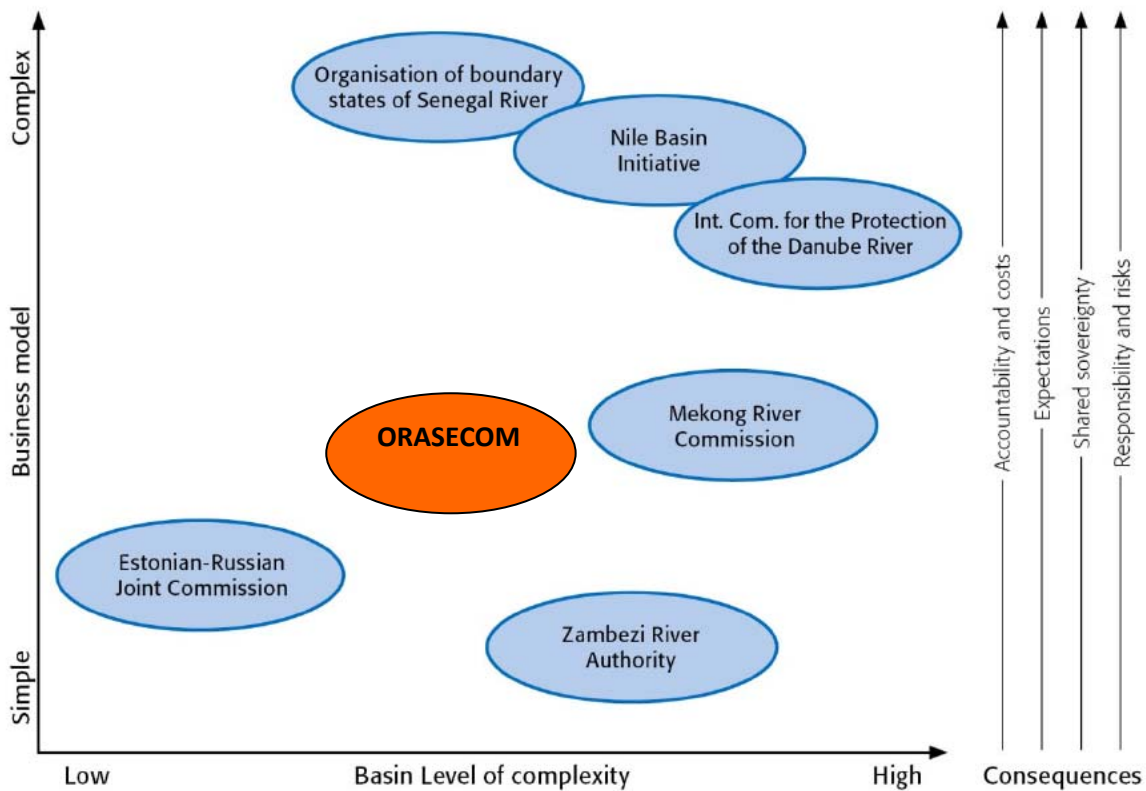 Complex
Business model
Simple
Organisation of boundary
states of Senegal River
Nile Basin
Initiative
Int. Com. for the Protection
of the Danube River
ORASECOM
Mekong River
Commission
Estonian-Russian
Joint Commission
Zambezi River
Authority
Accountability and costs
Expectations
Shared sovereignty
Responsibility and risks
Low
Basin Level of complexity
High
Consequences